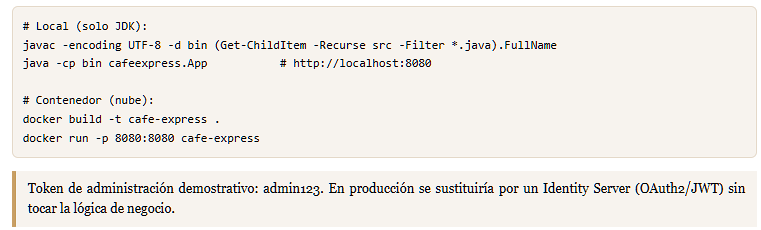 # Local (solo JDK):
javac -encoding UTF-8 -d bin (Get-ChildItem -Recurse src -Filter *.java).FullName
java -cp bin cafeexpress.App           # http://localhost:8080
# Contenedor (nube):
docker build -t cafe-express .
docker run -p 8080:8080 cafe-express
Token de administración demostrativo: admin123. En producción se sustituiría por un Identity Server (OAuth2/JWT) sin
tocar la lógica de negocio.